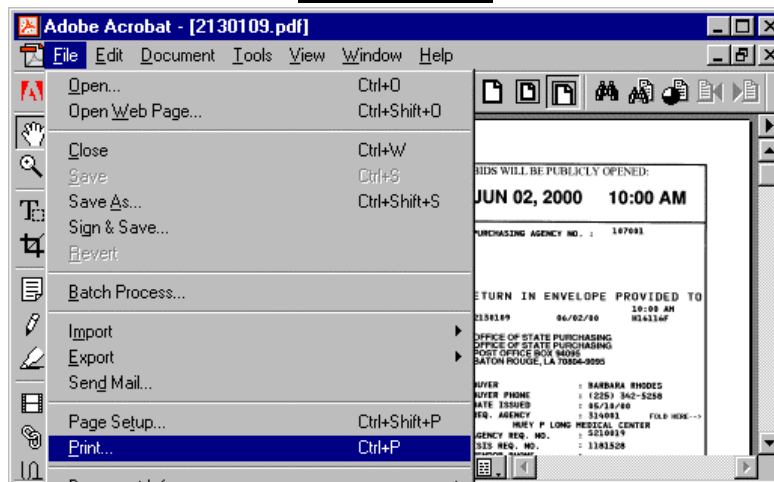 Adobe Acrobat - [2130109.pdf]
File Edit Document Tools View Window Help
Open... Ctrl+O
Open Web Page... Ctrl+Shift+O
Close Ctrl+W
Save Ctrl+S
Save As... Ctrl+Shift+S
Sign & Save...
Revert
Batch Process...
Import
Export
Send Mail...
Page Setup... Ctrl+Shift+P
Print... Ctrl+P
BIDS WILL BE PUBLICLY OPENED:
JUN 02, 2000 10:00 AM
PURCHASING AGENCY NO. : 107001
ETURN IN ENVELOPE PROVIDED TO
10:00 AM
2130109 06/02/00 H16116F
OFFICE OF STATE PURCHASING
OFFICE OF STATE PURCHASING
POST OFFICE BOX 94095
BATON ROUGE, LA 70804-9095
BUYER : BARBARA RHODES
BUYER PHONE : (225) 342-5258
DATE ISSUED : 05/10/00
REQ. AGENCY : 314001 FOLD HERE-->
HUEY P LONG MEDICAL CENTER
AGENCY REQ. NO. : 5210019
ISIS REQ. NO. : 1181528